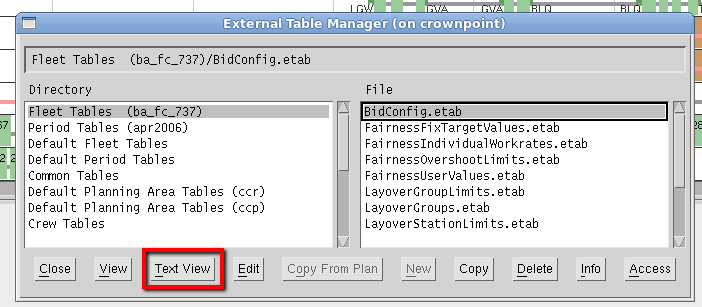 LGW GVA GVA BLQ BLQ
External Table Manager (on crownpoint)
Fleet Tables (ba_fc_737)/BidConfig.etab
Directory
Fleet Tables (ba_fc_737)
Period Tables (apr2006)
Default Fleet Tables
Default Period Tables
Common Tables
Default Planning Area Tables (ccr)
Default Planning Area Tables (ccp)
Crew Tables
File
BidConfig.etab
FairnessFixTargetValues.etab
FairnessIndividualWorkrates.etab
FairnessOvershootLimits.etab
FairnessUserValues.etab
LayoverGroupLimits.etab
LayoverGroups.etab
LayoverStationLimits.etab
Close View Text View Edit Copy From Plan New Copy Delete Info Access